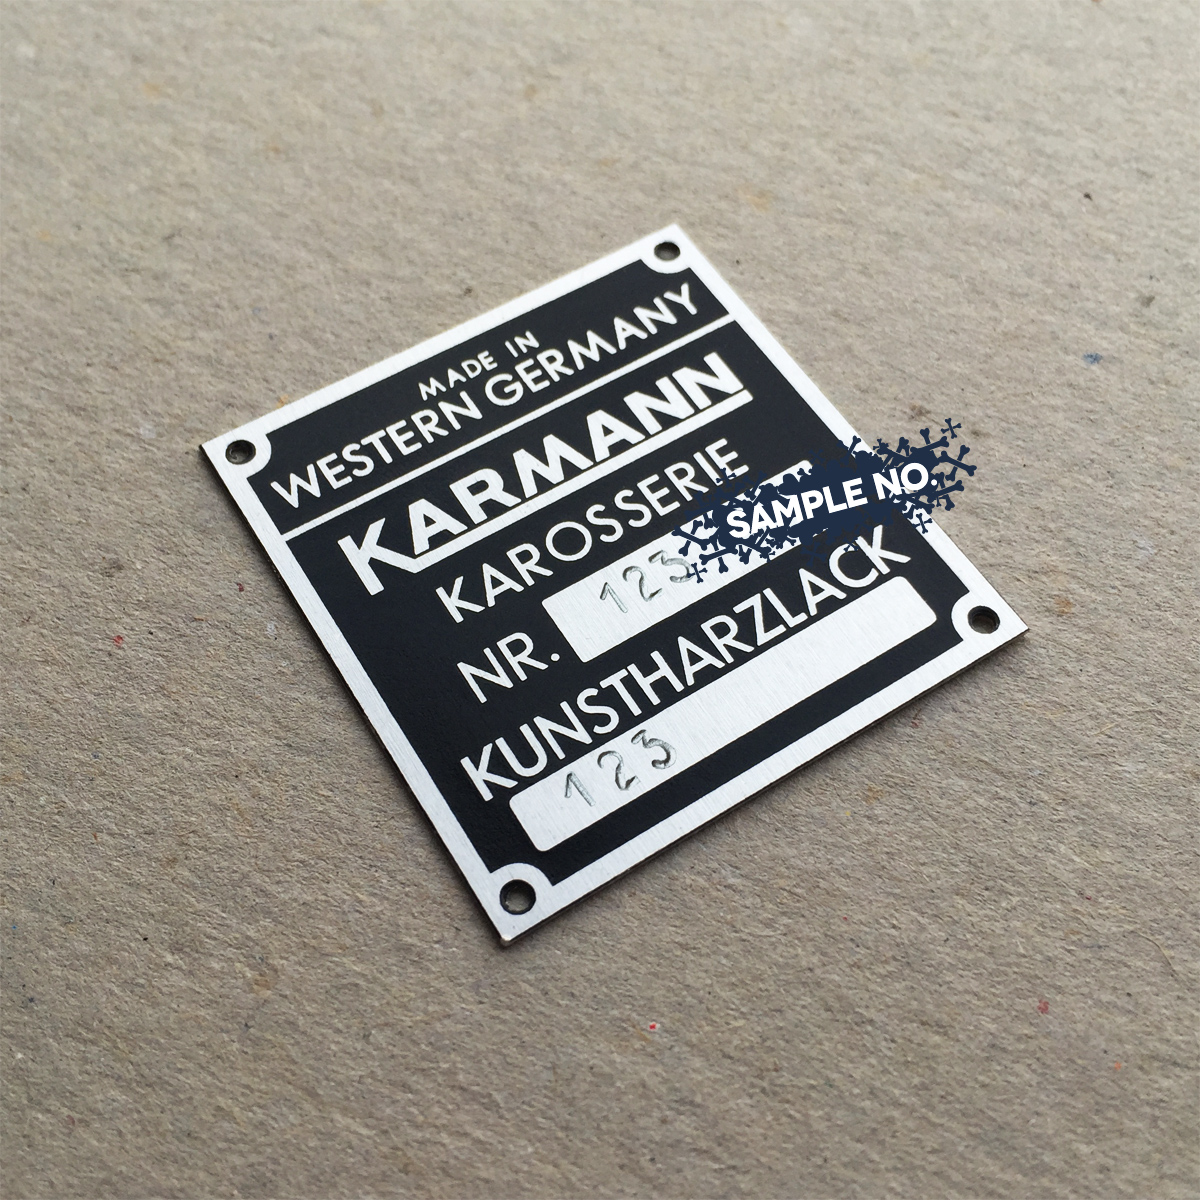 MADE IN
WESTERN GERMANY
KARMANN
KAROSSERIE
SAMPLE NO.
NR. 123
KUNSTHARZLACK
123